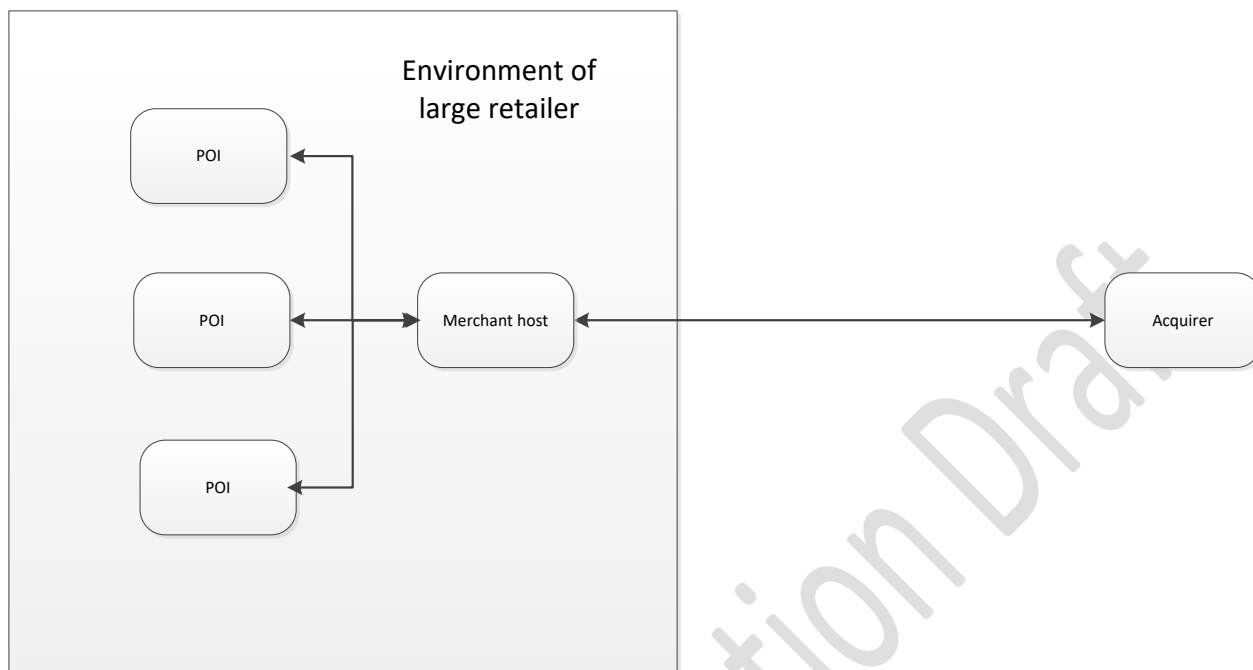 Environment of
large retailer
POI
POI
Merchant host
Acquirer
POI
tion Draft